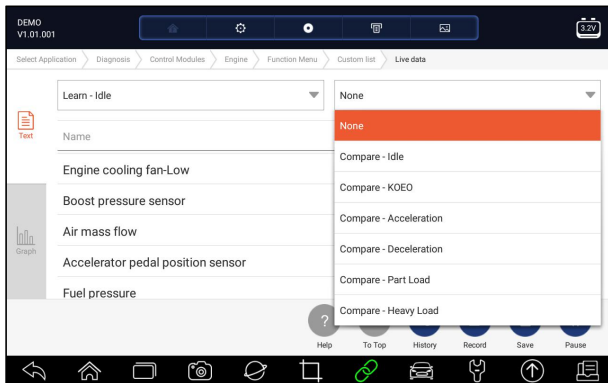 DEMO
V1.01.001
3.2V
Select Application Diagnosis Control Modules Engine Function Menu Custom list Live data
Learn - Idle
None
Text
Name
None
Engine cooling fan-Low
Compare - Idle
Boost pressure sensor
Compare - KOEO
Air mass flow
Compare - Acceleration
Graph
Accelerator pedal position sensor
Compare - Deceleration
Fuel pressure
Compare - Part Load
Compare - Heavy Load
?
Help To Top History Record Save Pause